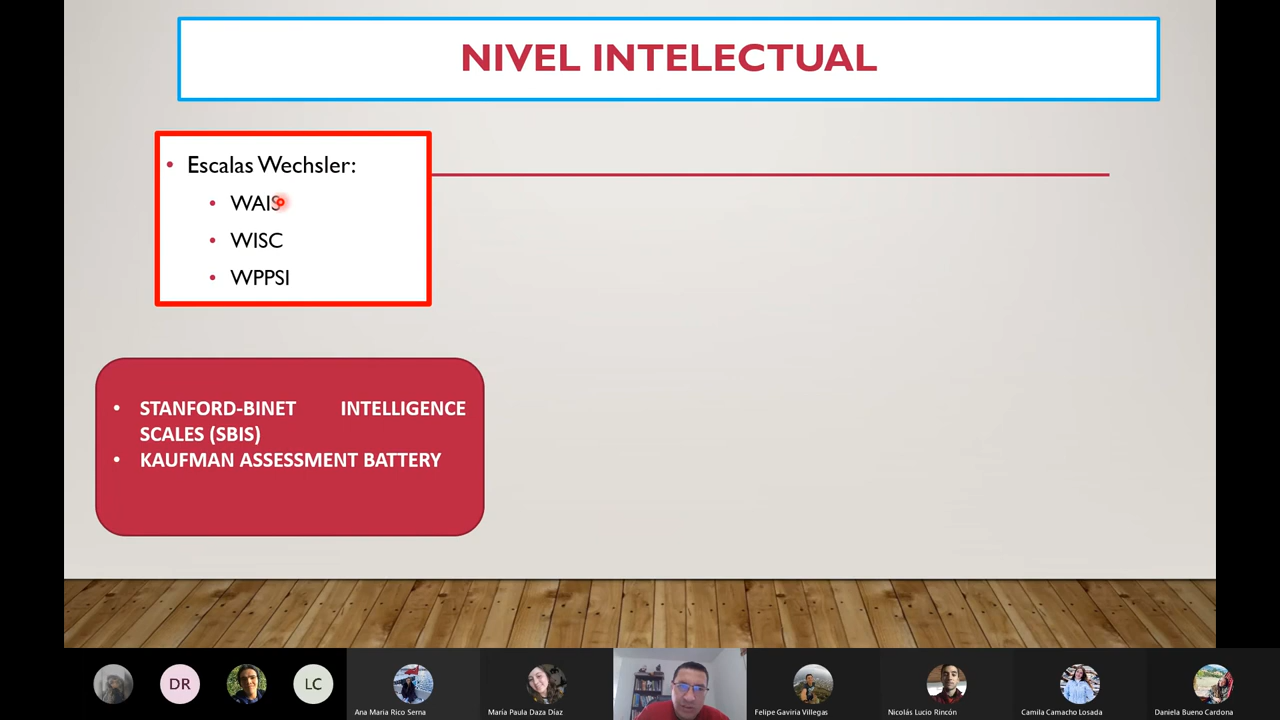 NIVEL INTELECTUAL
• Escalas Wechsler:
• WAIS
• WISC
• WPPSI
• STANFORD-BINET INTELLIGENCE
SCALES (SBIS)
• KAUFMAN ASSESSMENT BATTERY
DR
LC
Ana Maria Rico Serna
María Paula Daza Díaz
Felipe Gaviria Villegas
Nicolás Lucio Rincón
Camila Camacho Losada
Daniela Bueno Cardona